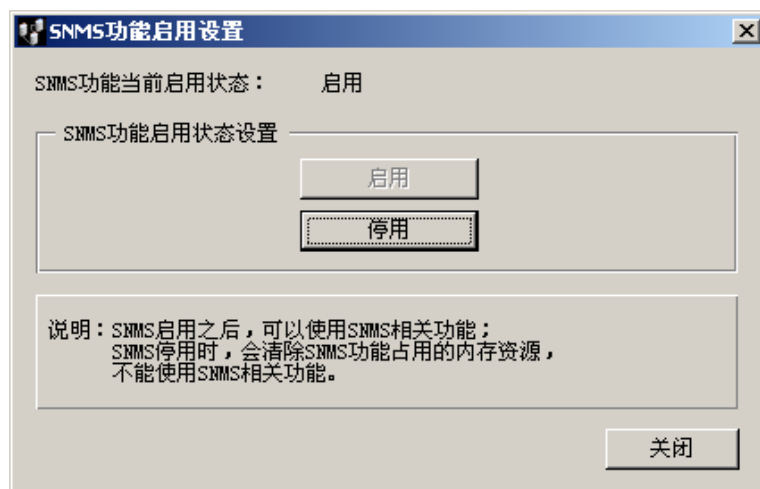 SNMS功能启用设置
SNMS功能当前启用状态： 启用
SNMS功能启用状态设置
启用
停用
说明：SNMS启用之后，可以使用SNMS相关功能；
SNMS停用时，会清除SNMS功能占用的内存资源，
不能使用SNMS相关功能。
关闭